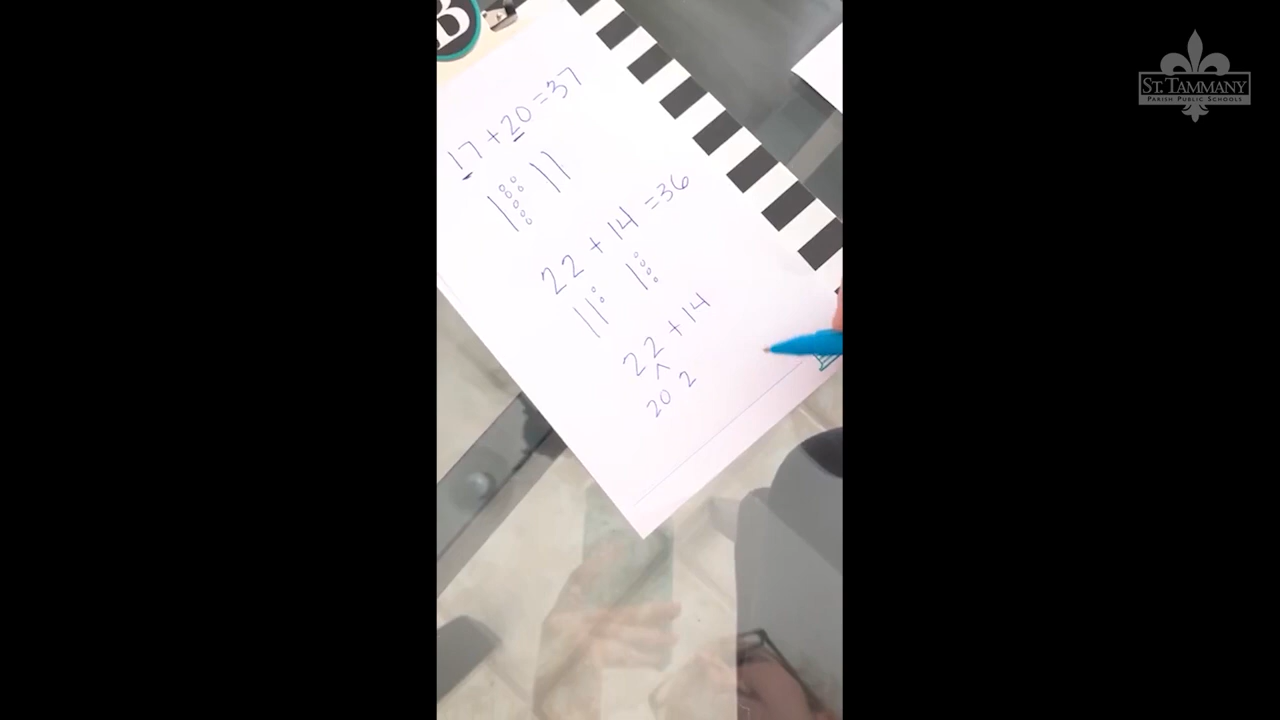 B
17 + 20 = 37
22 + 14 = 36
22 + 14
20 2
ST. TAMMANY
PARISH PUBLIC SCHOOLS